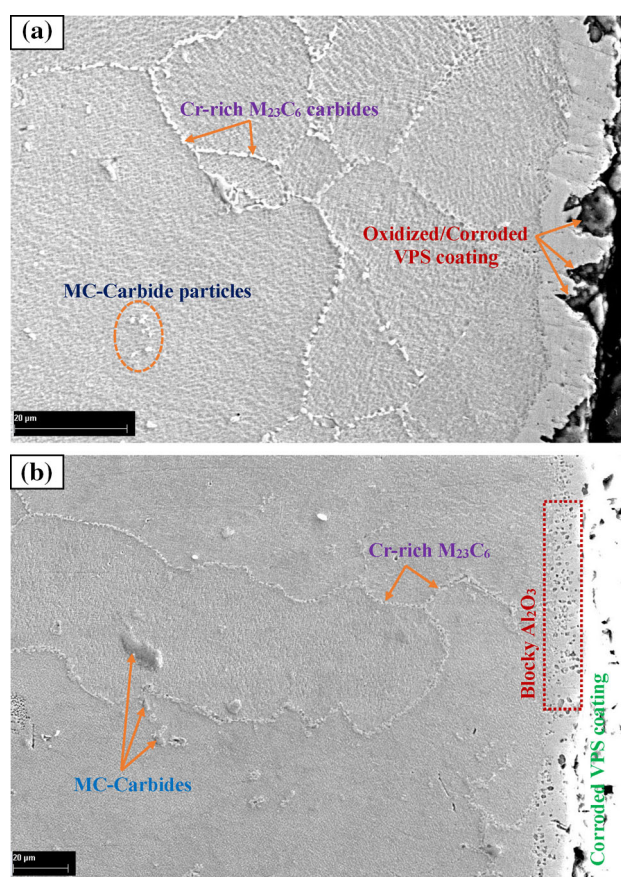 (a)
Cr-rich M₂₃C₆ carbides
Oxidized/Corroded
VPS coating
MC-Carbide particles
20 µm
(b)
Cr-rich M₂₃C₆
Blocky Al₂O₃
Corroded VPS coating
MC-Carbides
20 µm